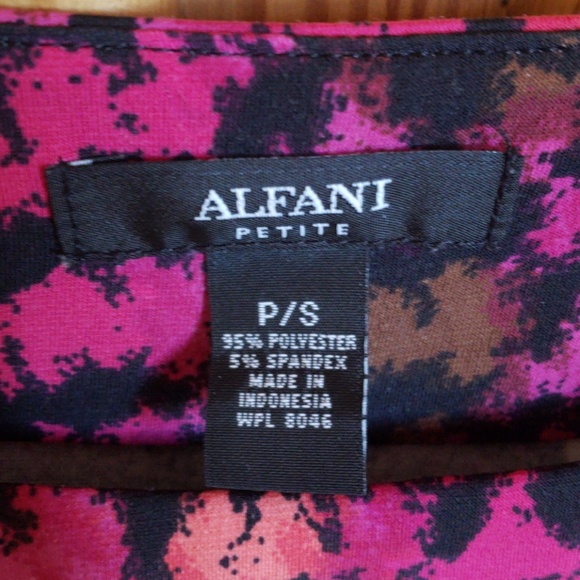 ALFANI
PETITE
P/S
95% POLYESTER
5% SPANDEX
MADE IN
INDONESIA
WPL 8046